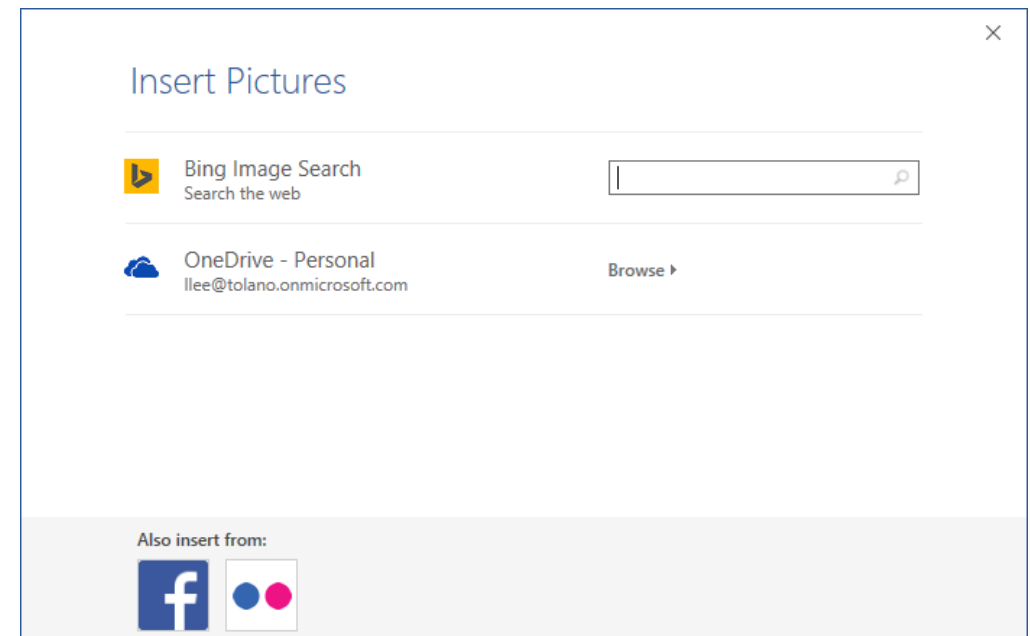 Insert Pictures
Bing Image Search
Search the web
OneDrive - Personal
llee@tolano.onmicrosoft.com
Browse
Also insert from: